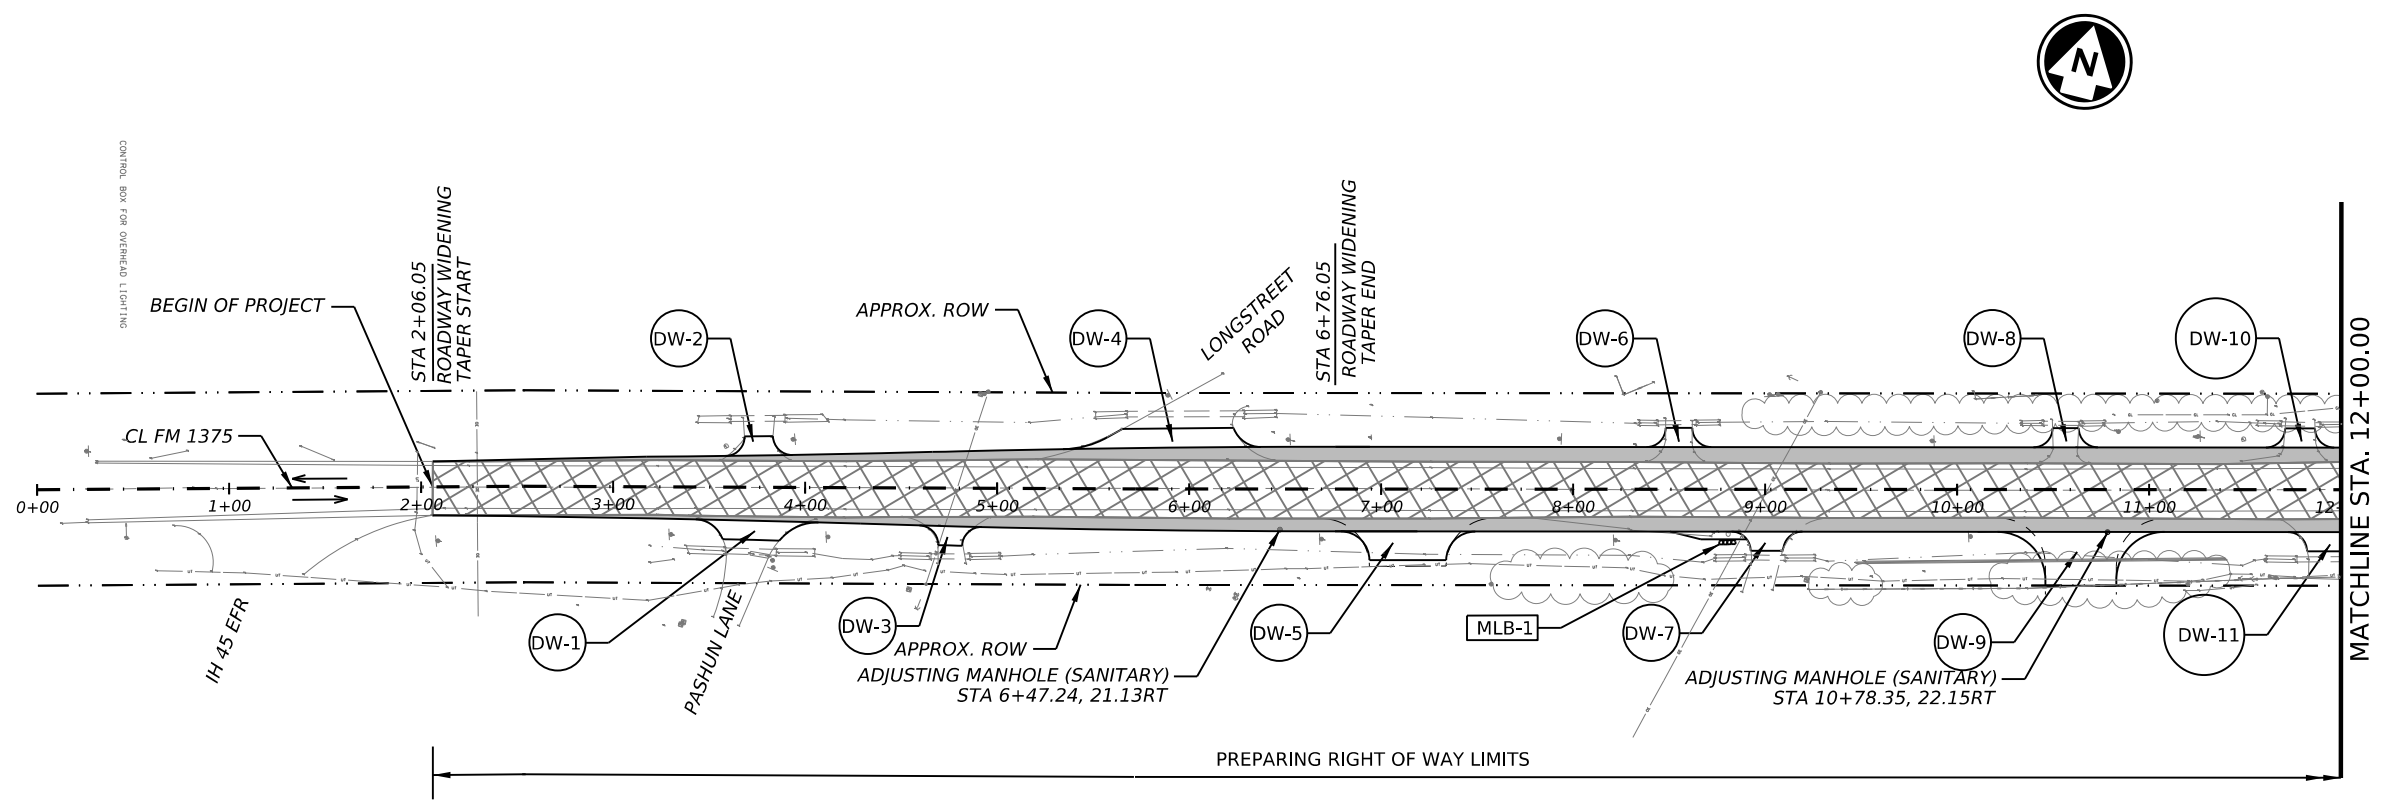 N
CONTROL BOX FOR OVERHEAD LIGHTING
BEGIN OF PROJECT
STA 2+06.05
ROADWAY WIDENING
TAPER START
DW-2
APPROX. ROW
DW-4
LONGSTREET
ROAD
STA 6+76.05
ROADWAY WIDENING
TAPER END
DW-6
DW-8
DW-10
MATCHLINE STA. 12+00.00
CL FM 1375
0+00
1+00
2+00
3+00
4+00
5+00
6+00
7+00
8+00
9+00
10+00
11+00
12
IH 45 EFR
DW-1
PASHUN LANE
DW-3
APPROX. ROW
ADJUSTING MANHOLE (SANITARY)
STA 6+47.24, 21.13RT
DW-5
MLB-1
DW-7
DW-9
ADJUSTING MANHOLE (SANITARY)
STA 10+78.35, 22.15RT
DW-11
PREPARING RIGHT OF WAY LIMITS